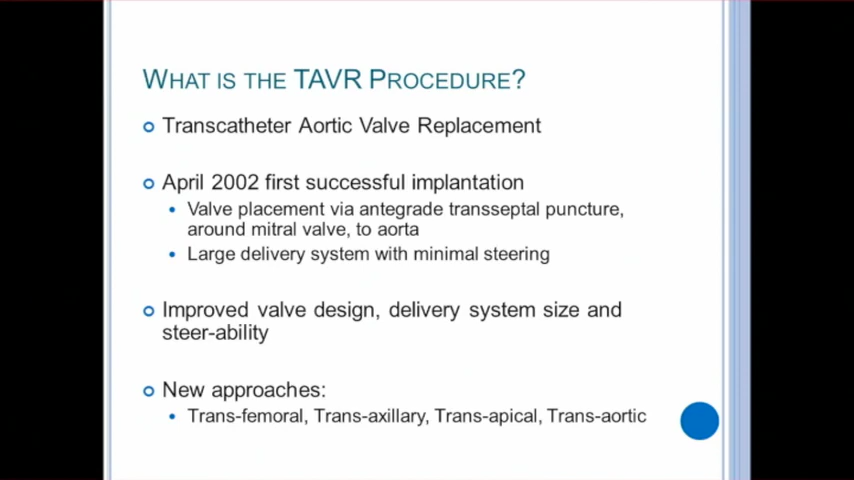 WHAT IS THE TAVR PROCEDURE?
Transcatheter Aortic Valve Replacement
April 2002 first successful implantation
Valve placement via antegrade transseptal puncture,
around mitral valve, to aorta
Large delivery system with minimal steering
Improved valve design, delivery system size and
steer-ability
New approaches:
Trans-femoral, Trans-axillary, Trans-apical, Trans-aortic